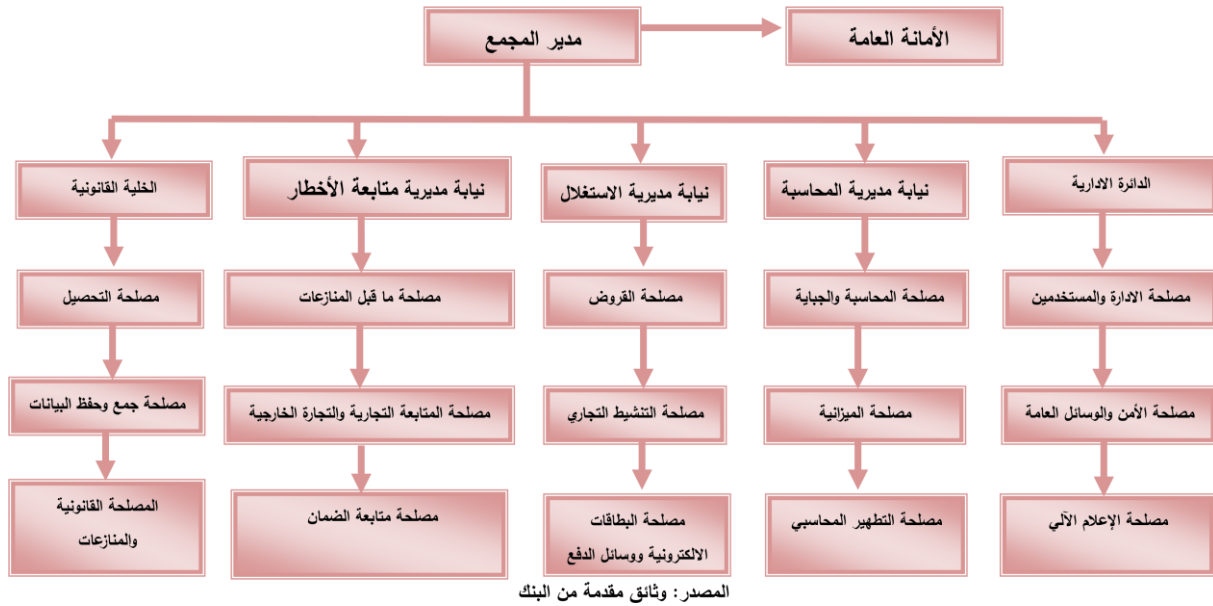 مدير المجمع
الأمانة العامة
الدائرة الادارية
نيابة مديرية المحاسبة
نيابة مديرية الاستغلال
نيابة مديرية متابعة الأخطار
الخلية القانونية
مصلحة الادارة والمستخدمين
مصلحة المحاسبة والجباية
مصلحة القروض
مصلحة ما قبل المنازعات
مصلحة التحصيل
مصلحة الأمن والوسائل العامة
مصلحة الميزانية
مصلحة التنشيط التجاري
مصلحة المتابعة التجارية والتجارة الخارجية
مصلحة جمع وحفظ البيانات
مصلحة الإعلام الآلي
مصلحة التطهير المحاسبي
مصلحة البطاقات
الالكترونية ووسائل الدفع
مصلحة متابعة الضمان
المصلحة القانونية
والمنازعات
المصدر: وثائق مقدمة من البنك